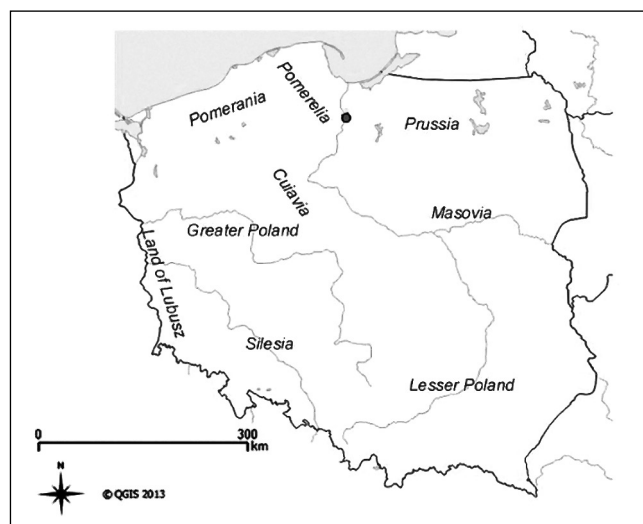 Pomerania
Pomerelia
Prussia
Cuiavia
Masovia
Greater Poland
Land of Lubusz
Silesia
Lesser Poland
0 300
km
N
© QGIS 2013